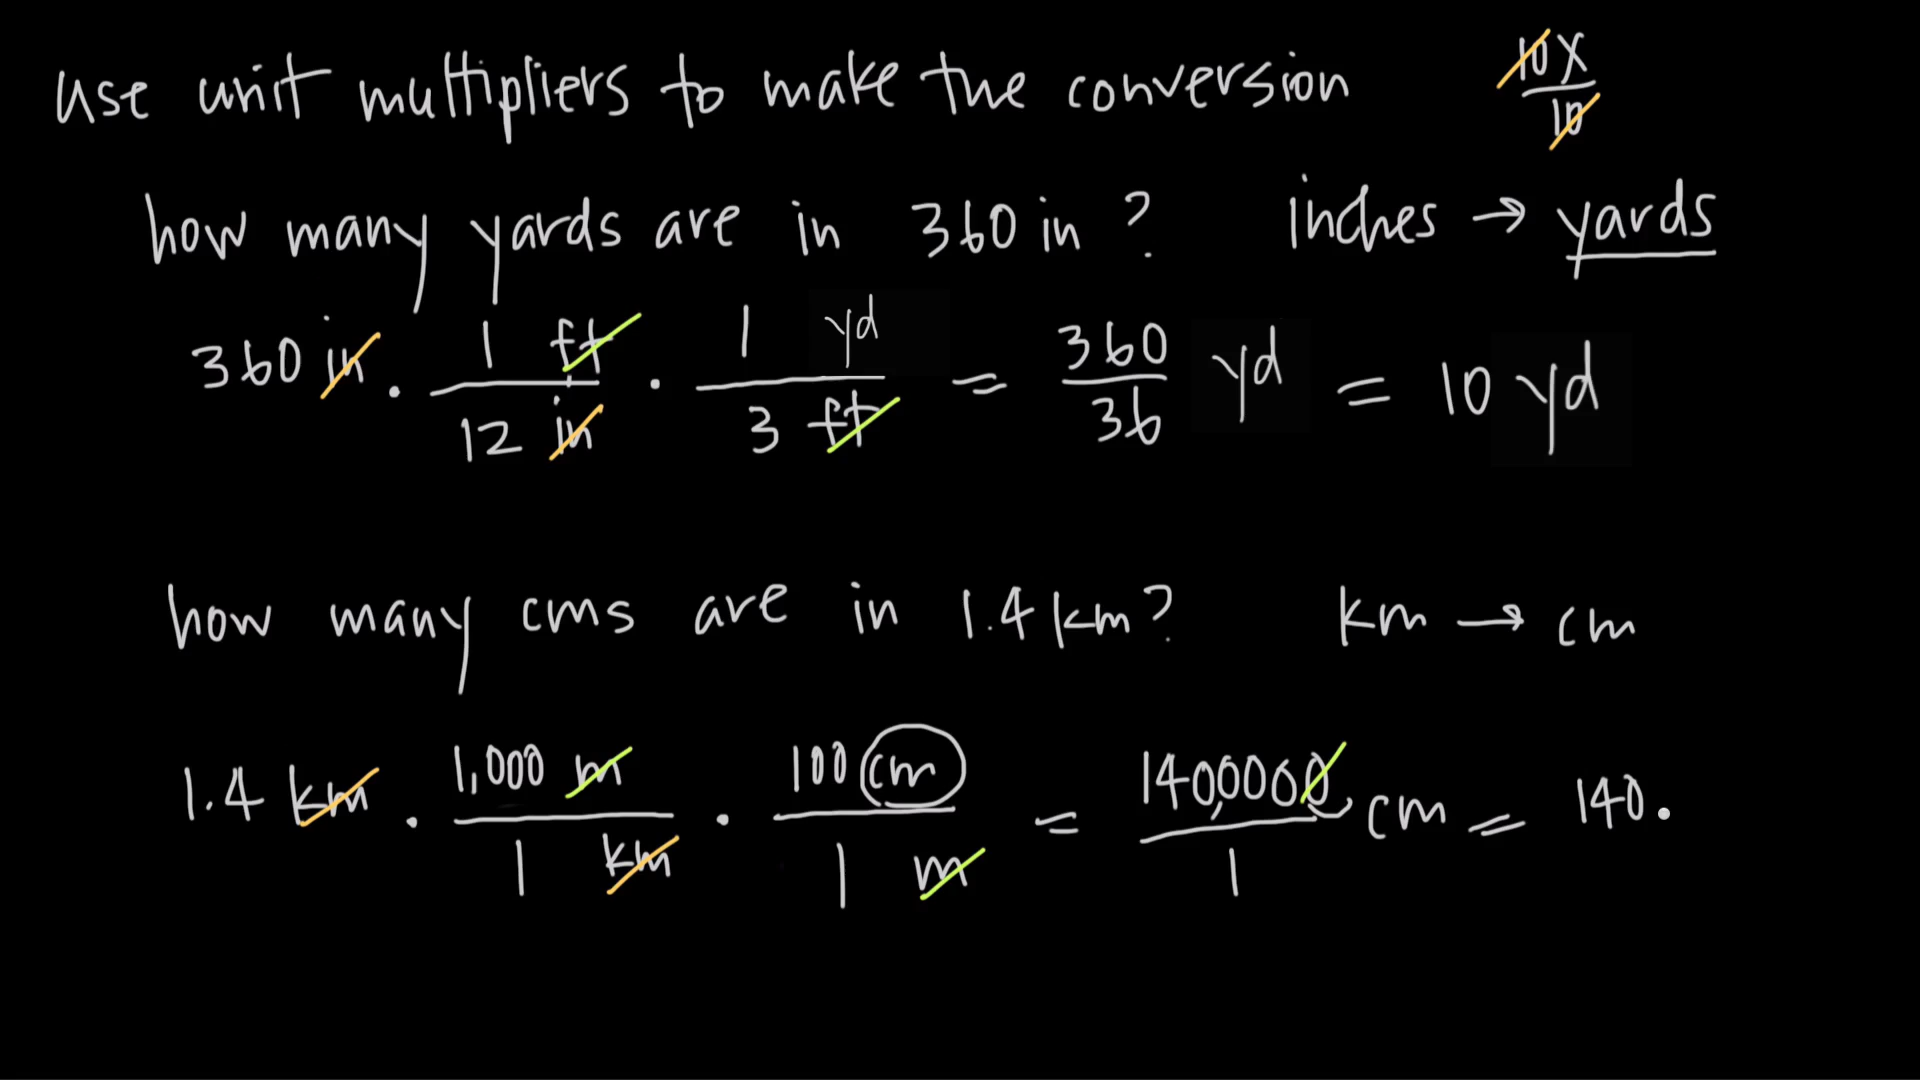 use unit multipliers to make the conversion 10x/10
how many yards are in 360 in? inches → yards
360 in · 1 ft/12 in · 1 yd/3 ft = 360/36 yd = 10 yd
how many cms are in 1.4 km? km → cm
1.4 km · 1,000 m/1 km · 100 cm/1 m = 140,0000/1 cm = 140.